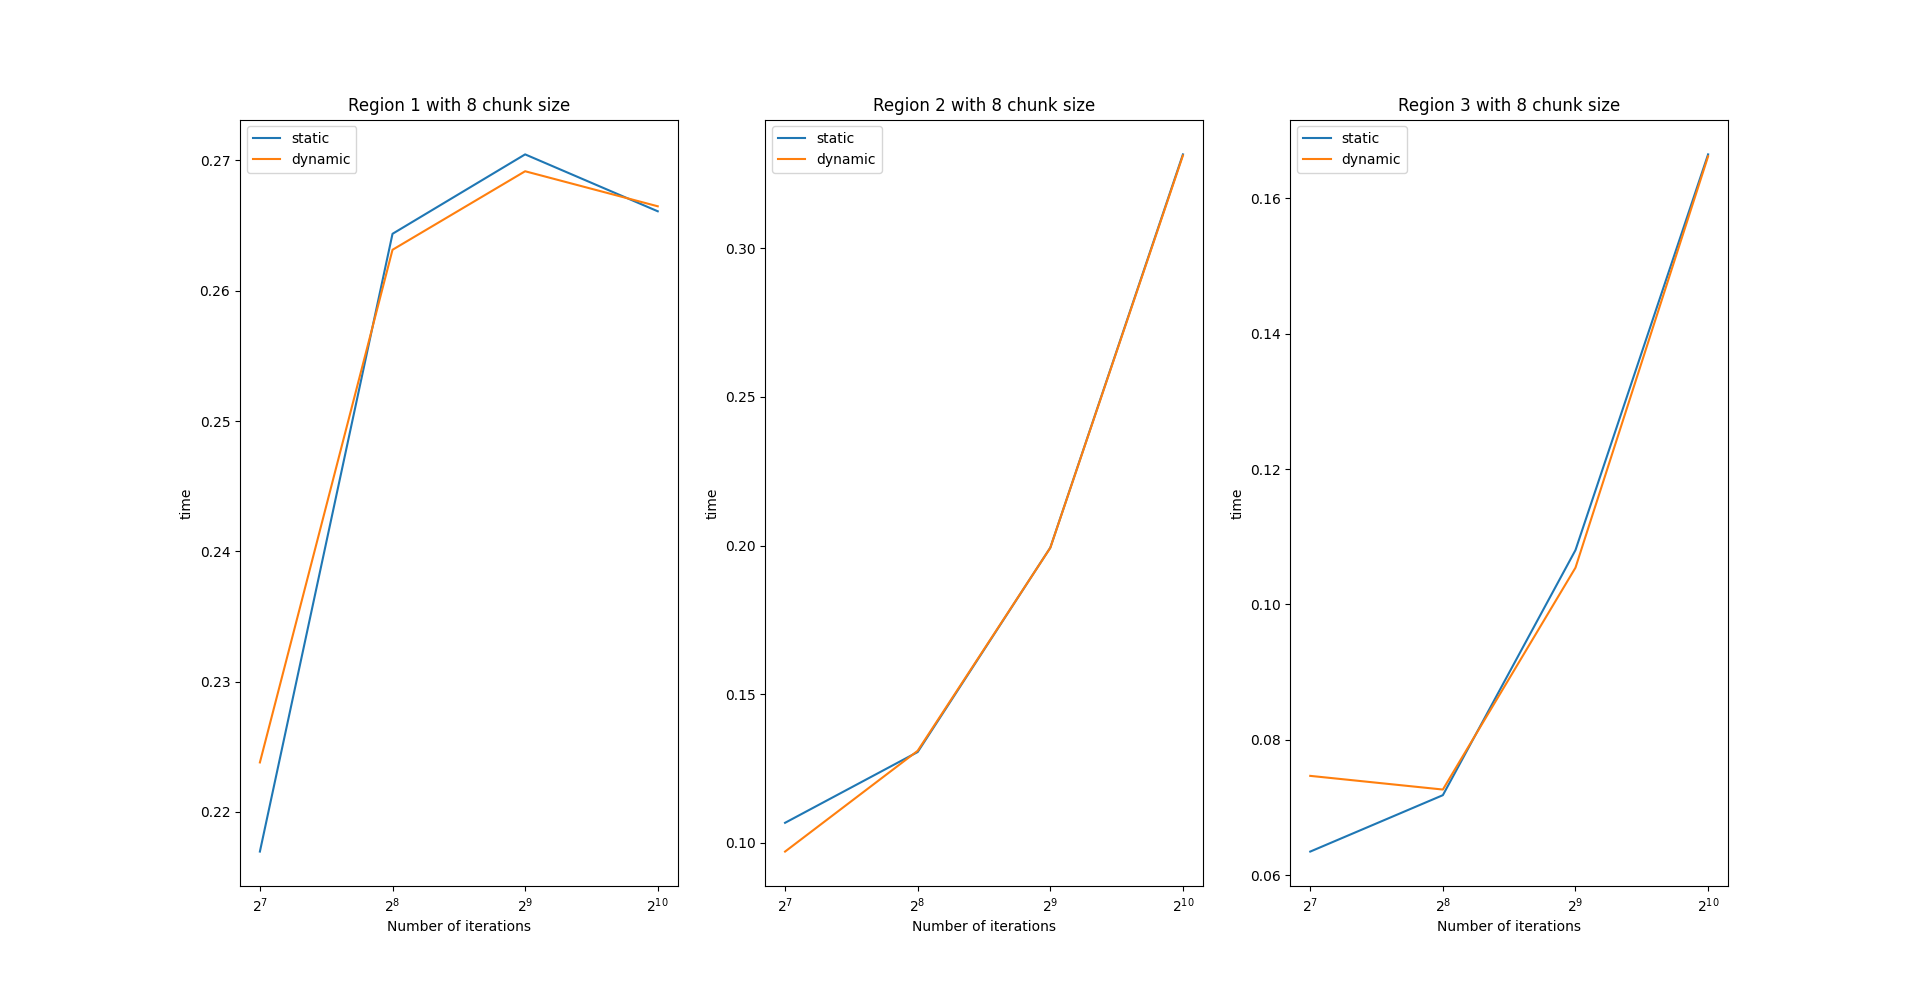 Region 1 with 8 chunk size
static
dynamic
0.27
0.26
0.25
0.24
0.23
0.22
time
2^7 2^8 2^9 2^10
Number of iterations
Region 2 with 8 chunk size
static
dynamic
0.30
0.25
0.20
0.15
0.10
time
2^7 2^8 2^9 2^10
Number of iterations
Region 3 with 8 chunk size
static
dynamic
0.16
0.14
0.12
0.10
0.08
0.06
time
2^7 2^8 2^9 2^10
Number of iterations